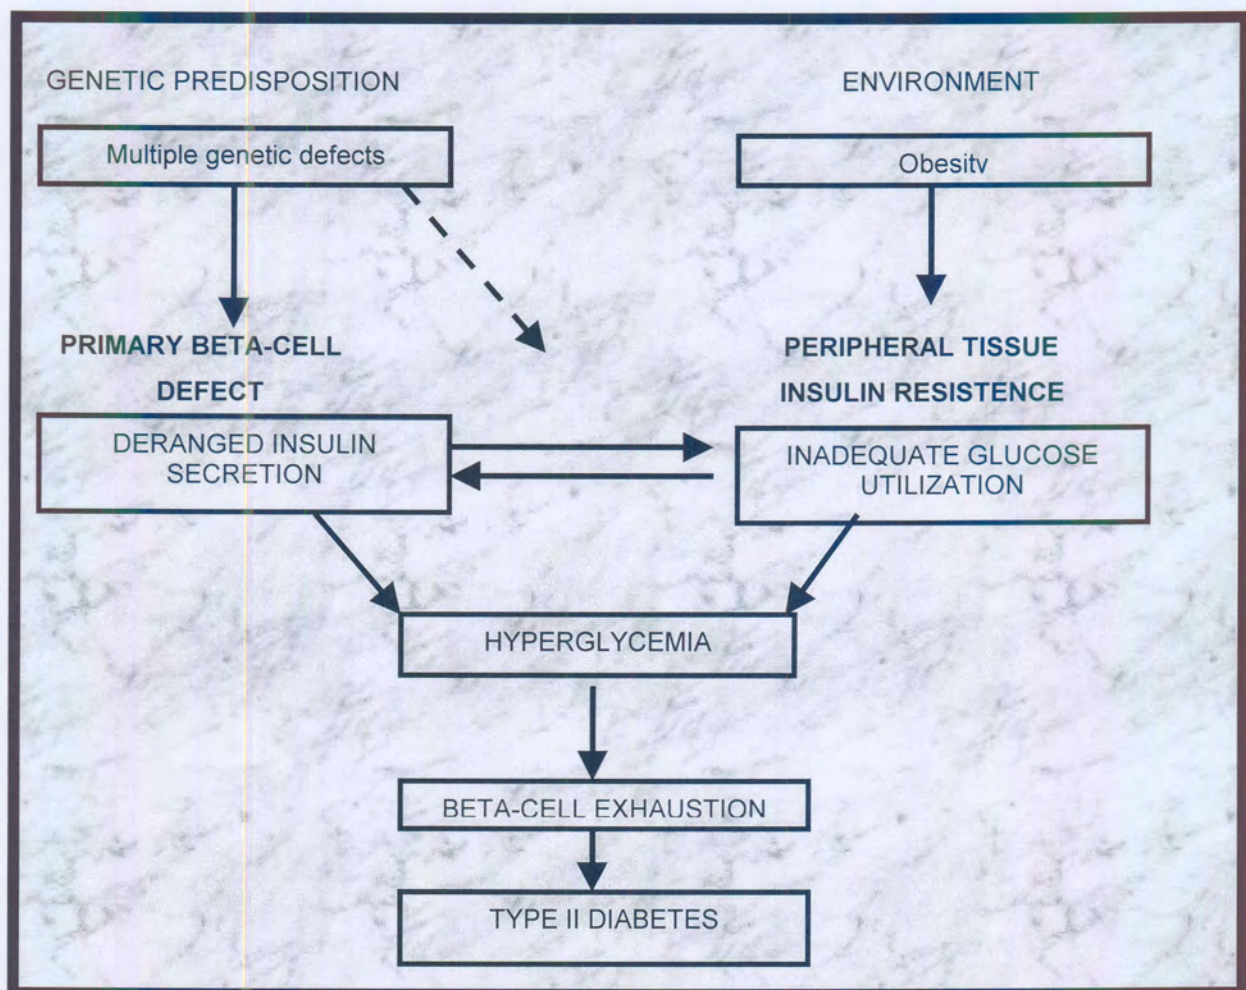 GENETIC PREDISPOSITION
ENVIRONMENT
Multiple genetic defects
Obesity
PRIMARY BETA-CELL
DEFECT
PERIPHERAL TISSUE
INSULIN RESISTENCE
DERANGED INSULIN
SECRETION
INADEQUATE GLUCOSE
UTILIZATION
HYPERGLYCEMIA
BETA-CELL EXHAUSTION
TYPE II DIABETES